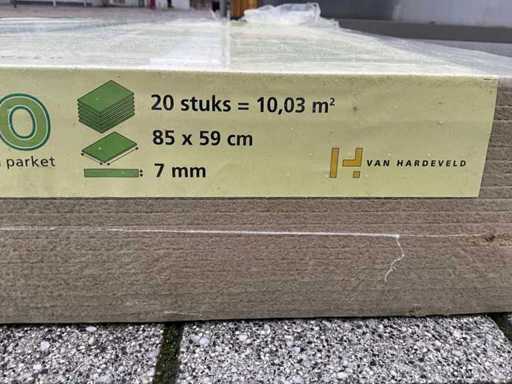 20 stuks = 10,03 m²
85 x 59 cm
parket
7 mm
VAN HARDEVELD